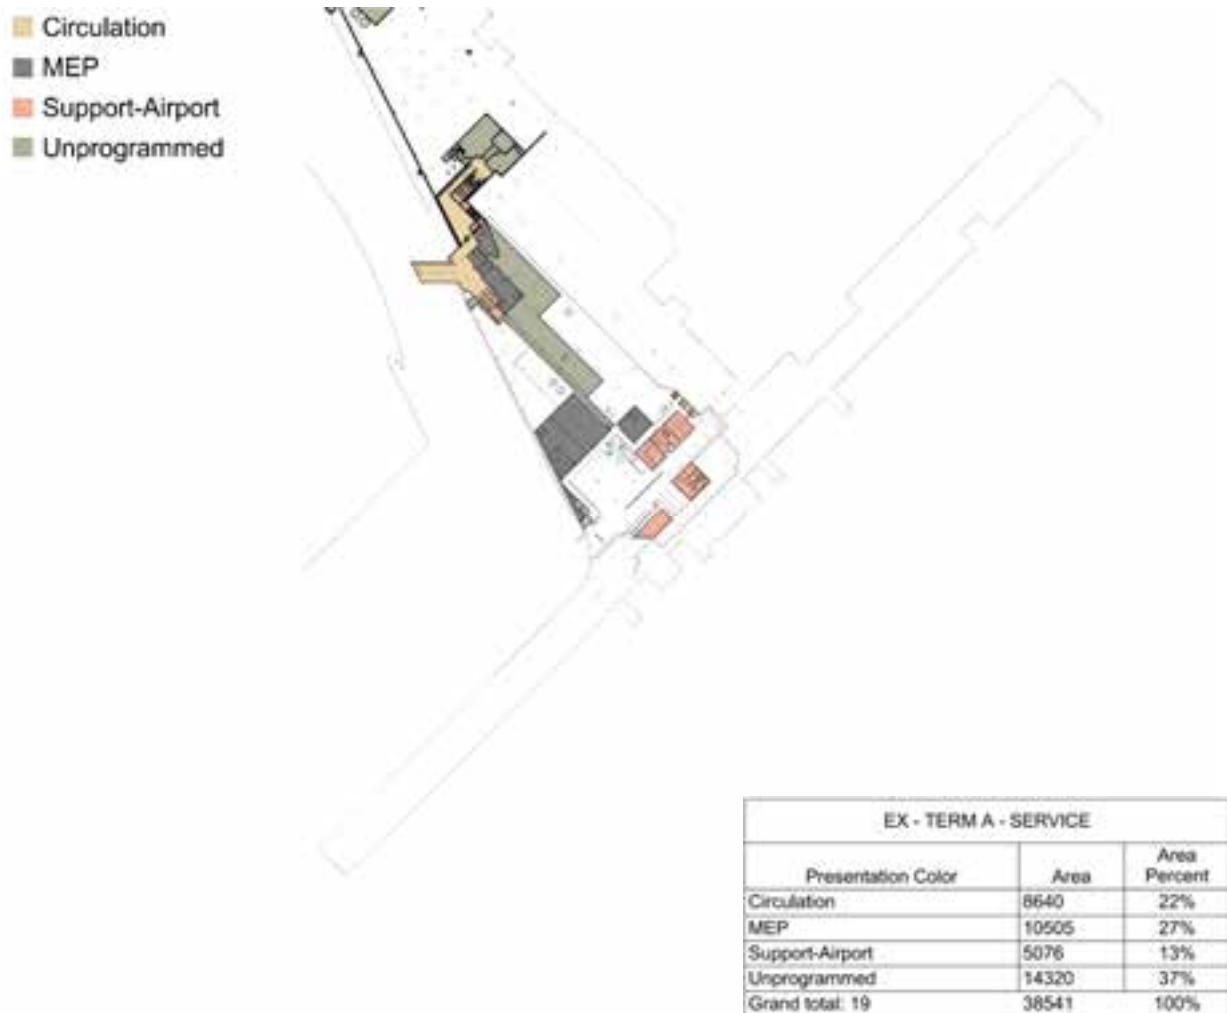 Circulation
MEP
Support-Airport
Unprogrammed
EX - TERM A - SERVICE
Presentation Color Area Area Percent
Circulation 8640 22%
MEP 10505 27%
Support-Airport 5076 13%
Unprogrammed 14320 37%
Grand total: 19 38541 100%